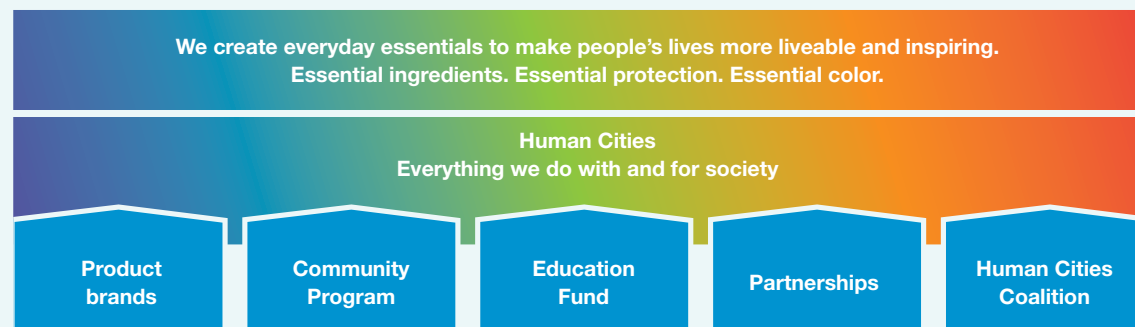 We create everyday essentials to make people’s lives more liveable and inspiring.
Essential ingredients. Essential protection. Essential color.
Human Cities
Everything we do with and for society
Product
brands
Community
Program
Education
Fund
Partnerships
Human Cities
Coalition